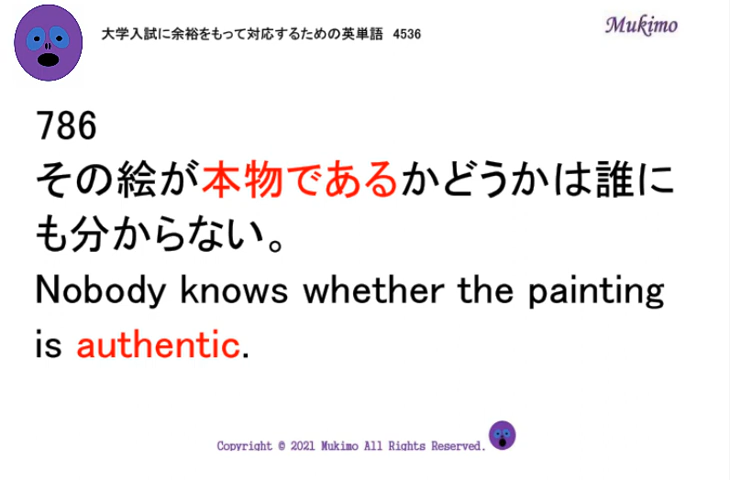 大学入試に余裕をもって対応するための英単語 4536
Mukimo
786
その絵が本物であるかどうかは誰に
も分からない。
Nobody knows whether the painting
is authentic.
Copyright © 2021 Mukimo All Rights Reserved.